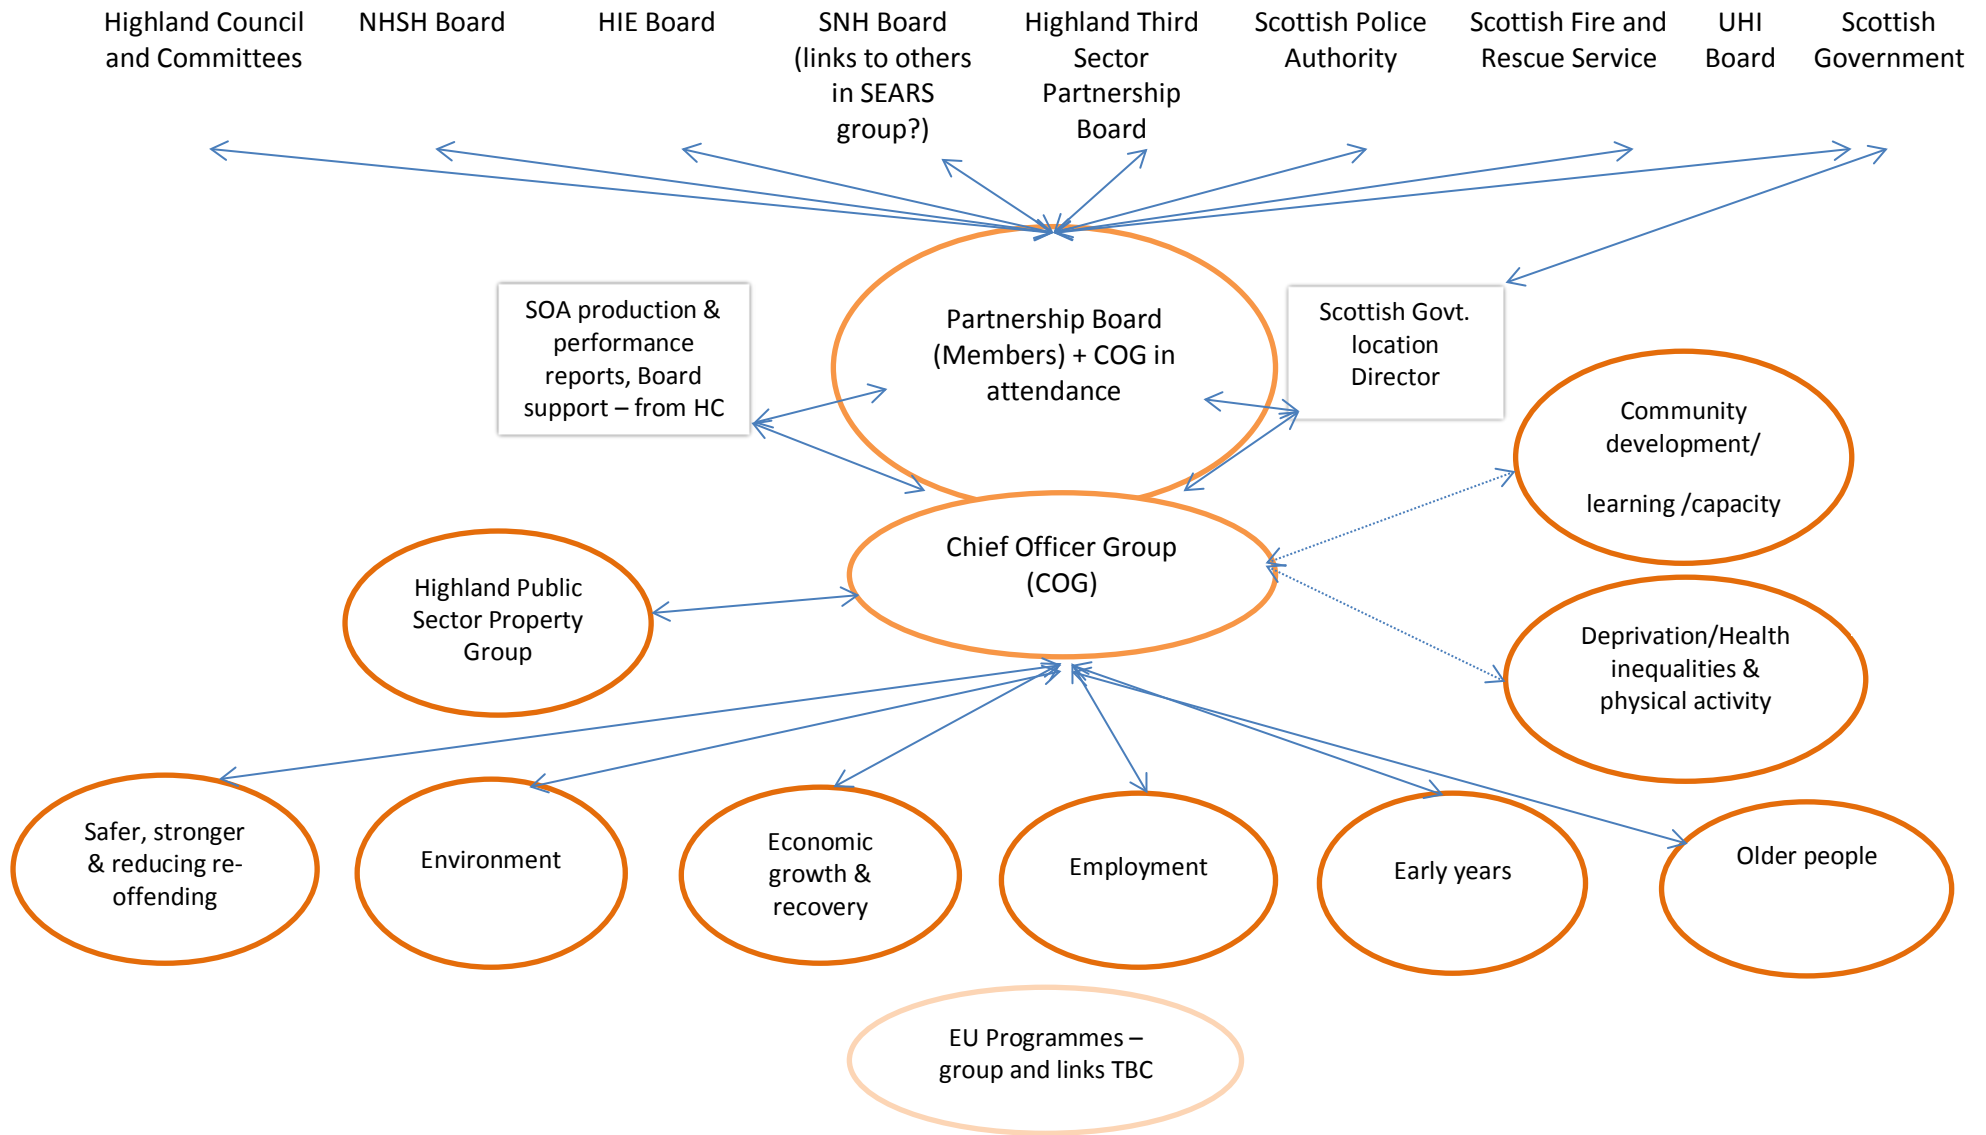 Highland Council
and Committees
NHSH Board
HIE Board
SNH Board
(links to others
in SEARS
group?)
Highland Third
Sector
Partnership
Board
Scottish Police
Authority
Scottish Fire and
Rescue Service
UHI
Board
Scottish
Government
SOA production &
performance
reports, Board
support – from HC
Partnership Board
(Members) + COG in
attendance
Scottish Govt.
location
Director
Community
development/
learning /capacity
Chief Officer Group
(COG)
Highland Public
Sector Property
Group
Deprivation/Health
inequalities &
physical activity
Safer, stronger
& reducing re-
offending
Environment
Economic
growth &
recovery
Employment
Early years
Older people
EU Programmes –
group and links TBC